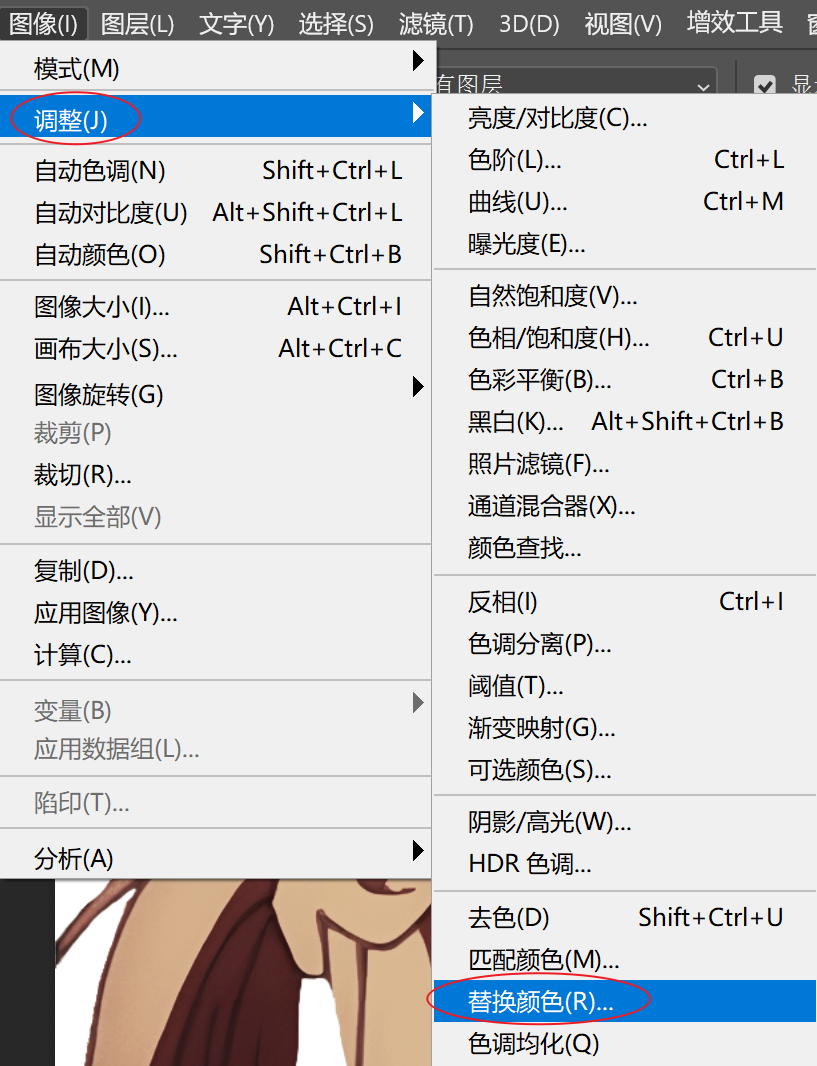 图像(I) 图层(L) 文字(Y) 选择(S) 滤镜(T) 3D(D) 视图(V) 增效工具
有图层
模式(M)
调整(J)
自动色调(N) Shift+Ctrl+L
自动对比度(U) Alt+Shift+Ctrl+L
自动颜色(O) Shift+Ctrl+B
图像大小(I)... Alt+Ctrl+I
画布大小(S)... Alt+Ctrl+C
图像旋转(G)
裁剪(P)
裁切(R)...
显示全部(V)
复制(D)...
应用图像(Y)...
计算(C)...
变量(B)
应用数据组(L)...
陷印(T)...
分析(A)
亮度/对比度(C)...
色阶(L)... Ctrl+L
曲线(U)... Ctrl+M
曝光度(E)...
自然饱和度(V)...
色相/饱和度(H)... Ctrl+U
色彩平衡(B)... Ctrl+B
黑白(K)... Alt+Shift+Ctrl+B
照片滤镜(F)...
通道混合器(X)...
颜色查找...
反相(I) Ctrl+I
色调分离(P)...
阈值(T)...
渐变映射(G)...
可选颜色(S)...
阴影/高光(W)...
HDR 色调...
去色(D) Shift+Ctrl+U
匹配颜色(M)...
替换颜色(R)...
色调均化(Q)